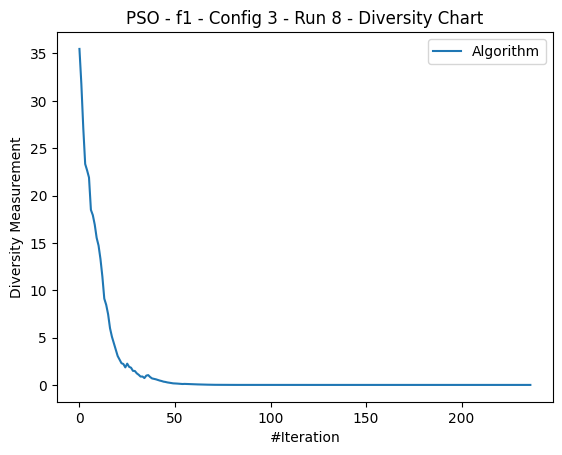 PSO - f1 - Config 3 - Run 8 - Diversity Chart
Algorithm
Diversity Measurement
35
30
25
20
15
10
5
0
0 50 100 150 200
#Iteration